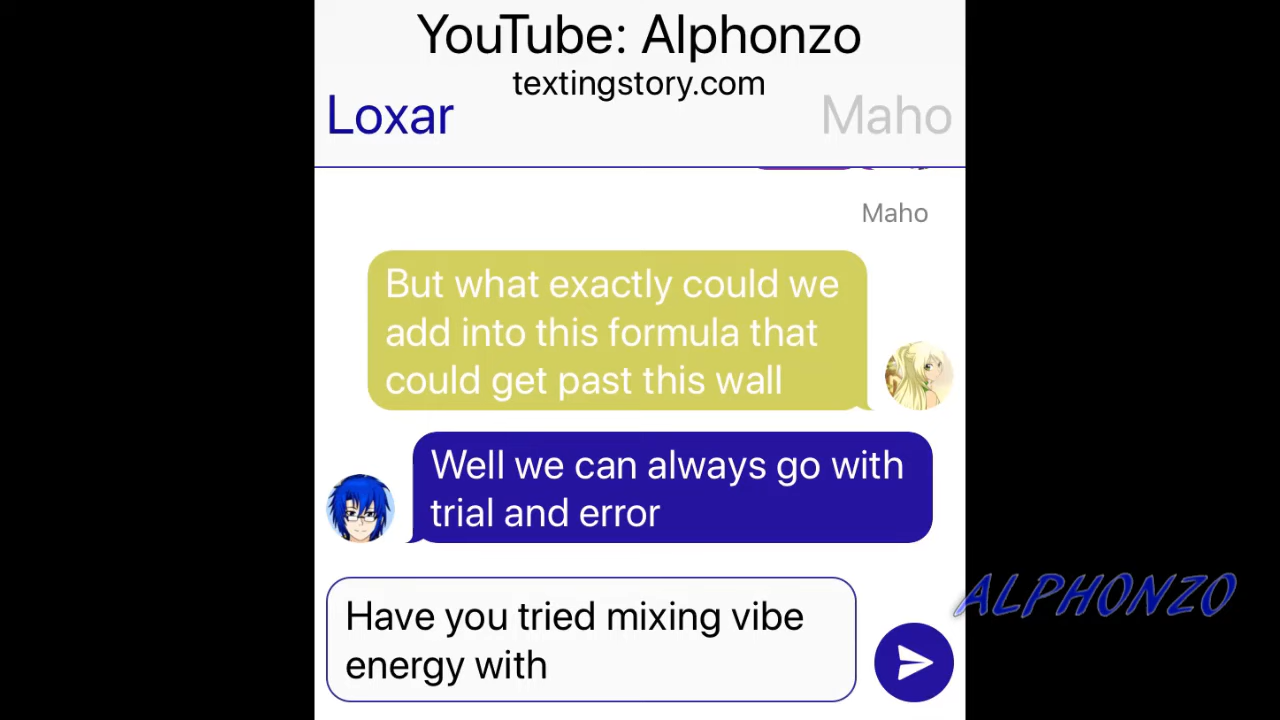 YouTube: Alphonzo
textingstory.com
Loxar
Maho
Maho
But what exactly could we
add into this formula that
could get past this wall
Well we can always go with
trial and error
Have you tried mixing vibe
energy with
ALPHONZO